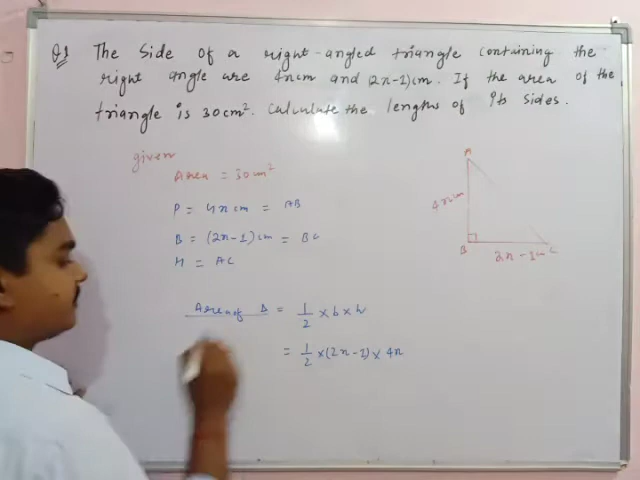 Q1 The Side of a right-angled triangle containing the
right angle are 4x cm and (2x-1) cm. If the area of the
triangle is 30 cm². Calculate the lengths of its sides.
given
Area = 30 cm²
P = 4x cm = AB
B = (2x-1) cm = BC
H = AC
Area of Δ = 1/2 × b × h
= 1/2 × (2x-1) × 4x
A
4x cm
B
C
2x - 1 cm